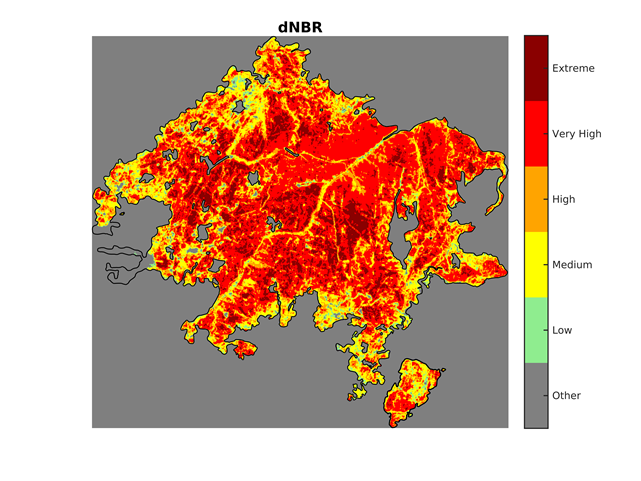 dNBR
Extreme
Very High
High
Medium
Low
Other